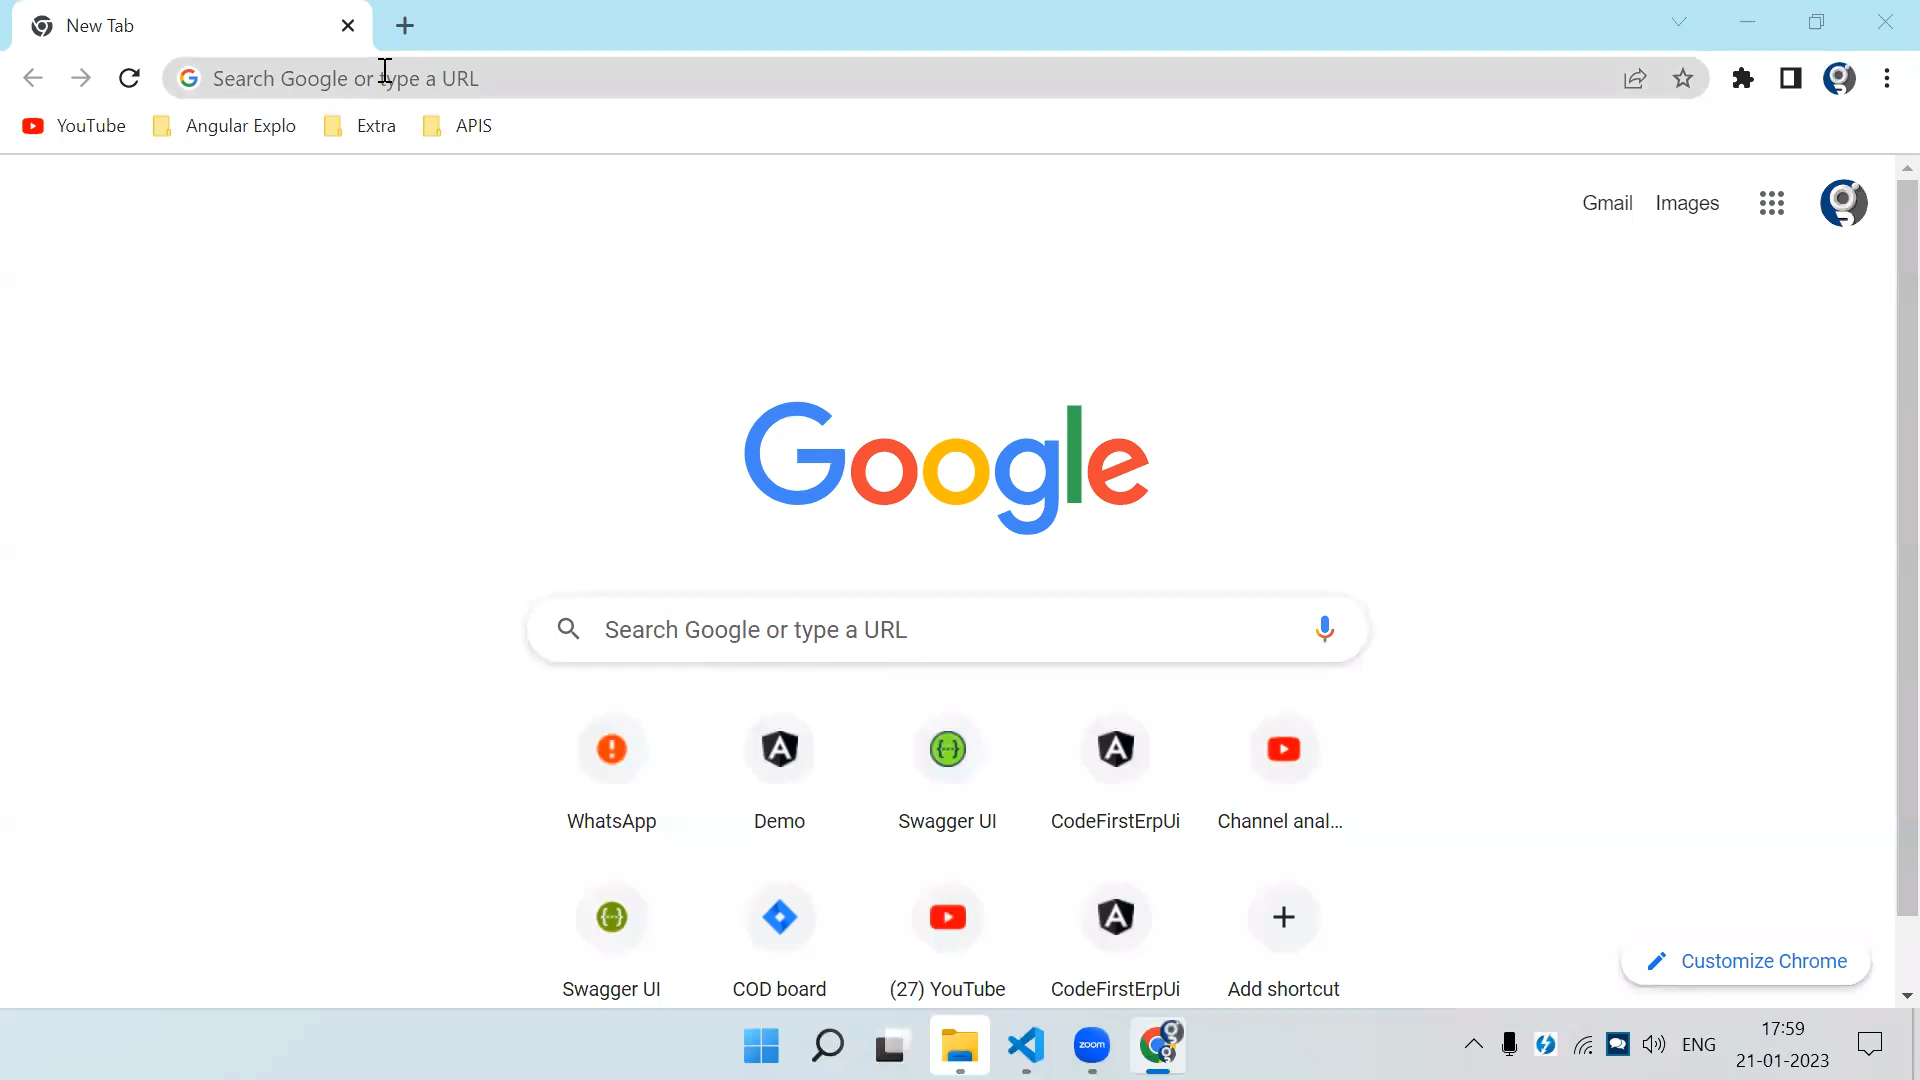 New Tab
Search Google or type a URL
YouTube Angular Explo Extra APIS
Gmail Images
Google
Search Google or type a URL
WhatsApp Demo Swagger UI CodeFirstErpUi Channel anal...
Swagger UI COD board (27) YouTube CodeFirstErpUi Add shortcut
Customize Chrome
zoom
ENG
17:59
21-01-2023